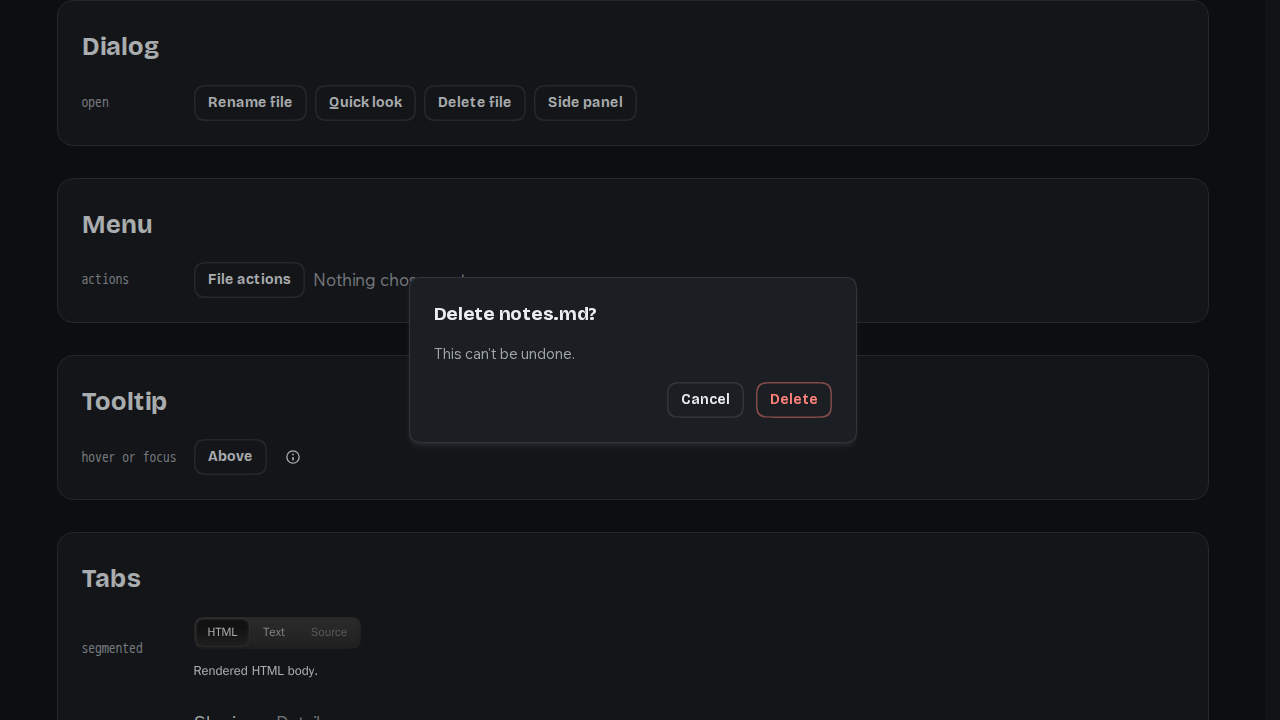 Dialog
open
Rename file
Quick look
Delete file
Side panel
Menu
actions
File actions
Nothing
Delete notes.md?
This can't be undone.
Cancel
Delete
Tooltip
hover or focus
Above
Tabs
segmented
HTML
Text
Source
Rendered HTML body.